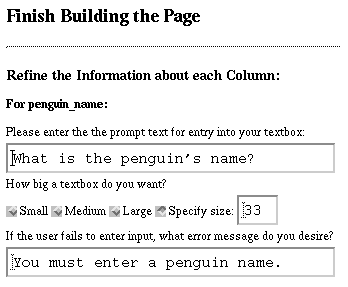 Finish Building the Page
Refine the Information about each Column:
For penguin_name:
Please enter the the prompt text for entry into your textbox:
What is the penguin's name?
How big a textbox do you want?
Small Medium Large Specify size: 33
If the user fails to enter input, what error message do you desire?
You must enter a penguin name.